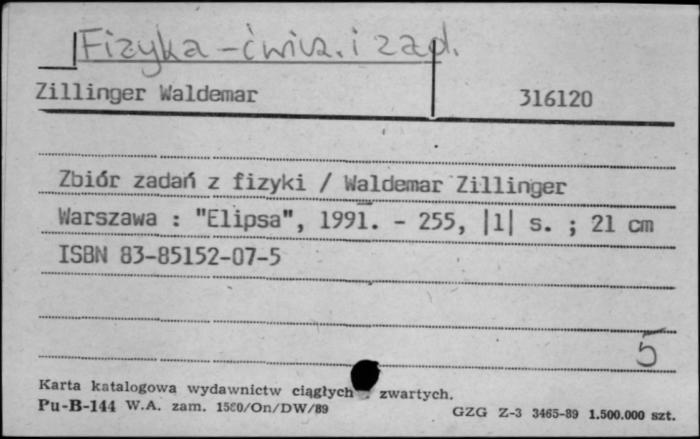 Fizyka - ćwicz. i zad.
Zillinger Waldemar 316120
Zbiór zadań z fizyki / Waldemar Zillinger
Warszawa : "Elipsa", 1991. - 255, |1| s. ; 21 cm
ISBN 83-85152-07-5
5
Karta katalogowa wydawnictw ciągłych zwartych.
Pu-B-144 W.A. zam. 1580/On/DW/89 GZG Z-3 3465-89 1.500.000 szt.